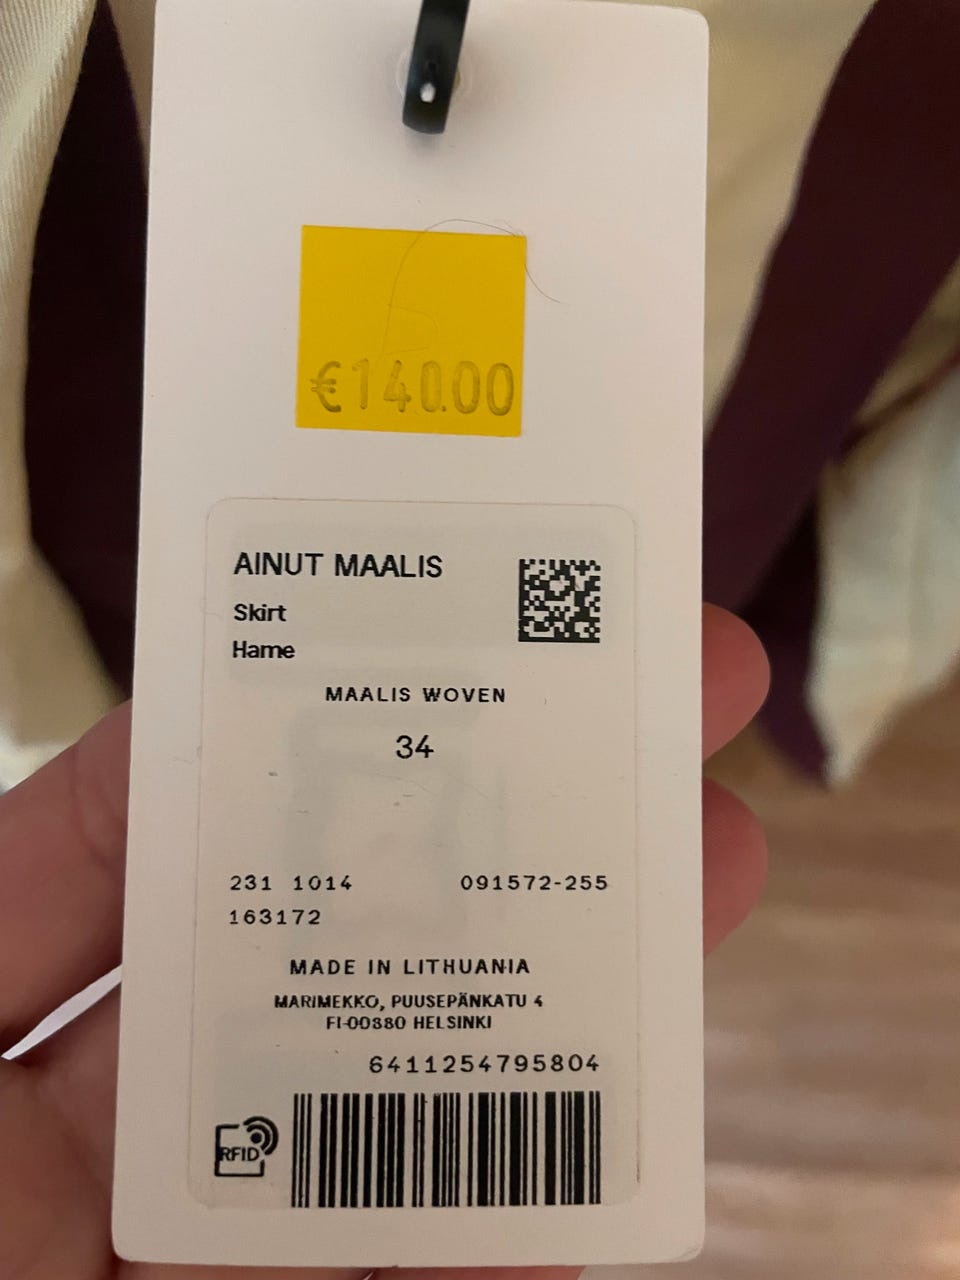 €140.00
AINUT MAALIS
Skirt
Hame
MAALIS WOVEN
34
231 1014 091572-255
163172
MADE IN LITHUANIA
MARIMEKKO, PUUSEPÄNKATU 4
FI-00880 HELSINKI
6411254795804
RFID